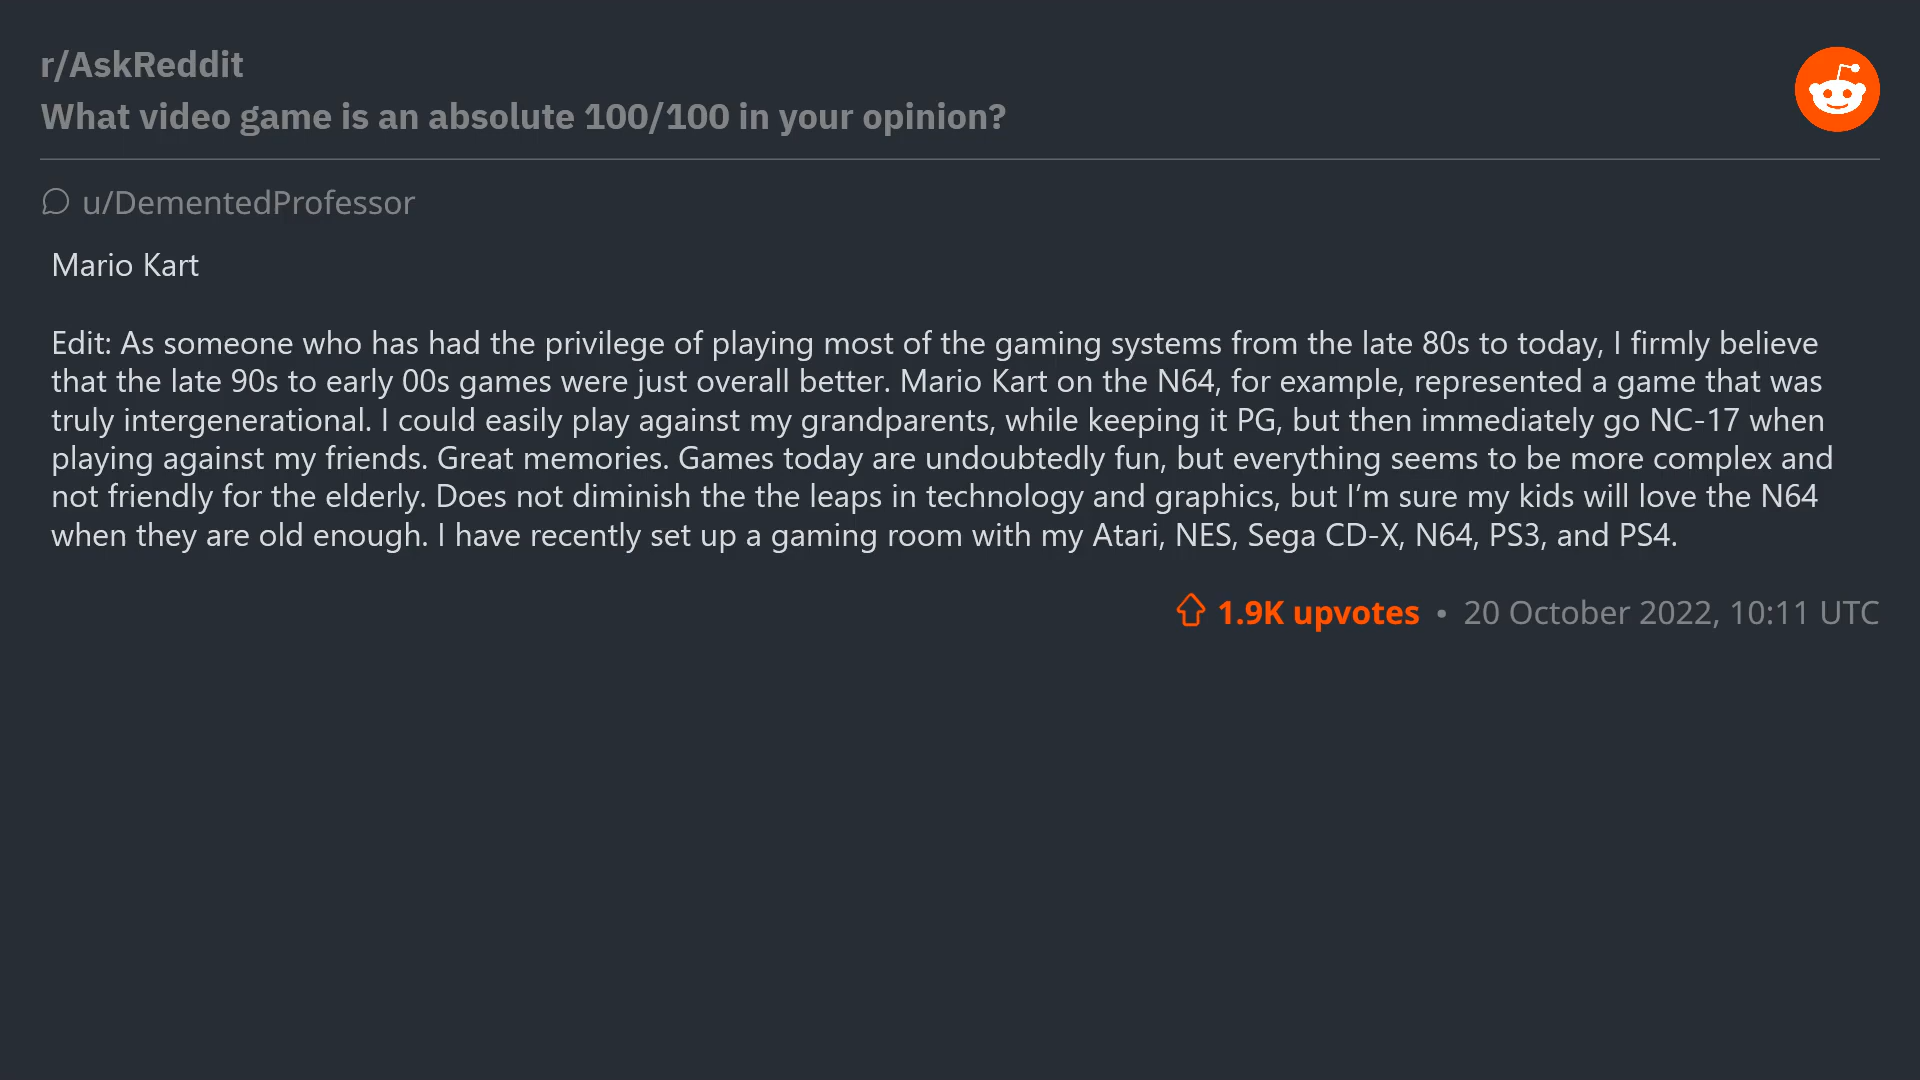 r/AskReddit
What video game is an absolute 100/100 in your opinion?
u/DementedProfessor
Mario Kart
Edit: As someone who has had the privilege of playing most of the gaming systems from the late 80s to today, I firmly believe
that the late 90s to early 00s games were just overall better. Mario Kart on the N64, for example, represented a game that was
truly intergenerational. I could easily play against my grandparents, while keeping it PG, but then immediately go NC-17 when
playing against my friends. Great memories. Games today are undoubtedly fun, but everything seems to be more complex and
not friendly for the elderly. Does not diminish the the leaps in technology and graphics, but I’m sure my kids will love the N64
when they are old enough. I have recently set up a gaming room with my Atari, NES, Sega CD-X, N64, PS3, and PS4.
1.9K upvotes • 20 October 2022, 10:11 UTC